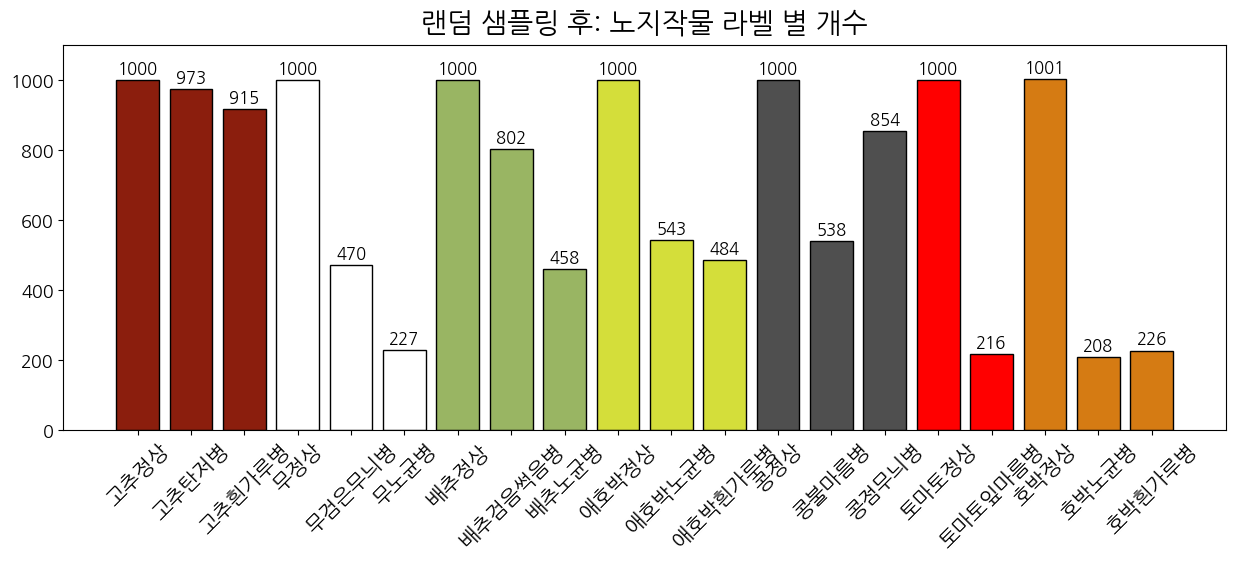 랜덤 샘플링 후: 노지작물 라벨 별 개수
1000
973
915
1000
470
227
1000
802
458
1000
543
484
1000
538
854
1000
216
1001
208
226
1000
800
600
400
200
0
고추정상
고추탄저병
고추흰가루병
무정상
무검은무늬병
무노균병
배추정상
배추검음썩음병
배추노균병
애호박정상
애호박노균병
애호박흰가루병
콩정상
콩불마름병
콩점무늬병
토마토정상
토마토잎마름병
호박정상
호박노균병
호박흰가루병